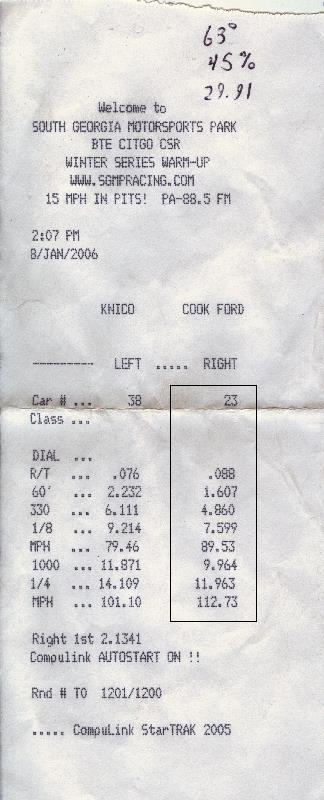 63°
45%
29.91
Welcome to
SOUTH GEORGIA MOTORSPORTS PARK
BTE CITGO CSR
WINTER SERIES WARM-UP
WWW.SGMPRACING.COM
15 MPH IN PITS! PA-88.5 FM
2:07 PM
8/JAN/2006
KNICO COOK FORD
--------- LEFT ..... RIGHT
Car # ... 38 23
Class ...
DIAL ...
R/T ... .076 .088
60' ... 2.232 1.607
330 ... 6.111 4.860
1/8 ... 9.214 7.599
MPH ... 79.46 89.53
1000 ... 11.871 9.964
1/4 ... 14.109 11.963
MPH ... 101.10 112.73
Right 1st 2.1341
Compulink AUTOSTART ON !!
Rnd # TO 1201/1200
..... CompuLink StarTRAK 2005